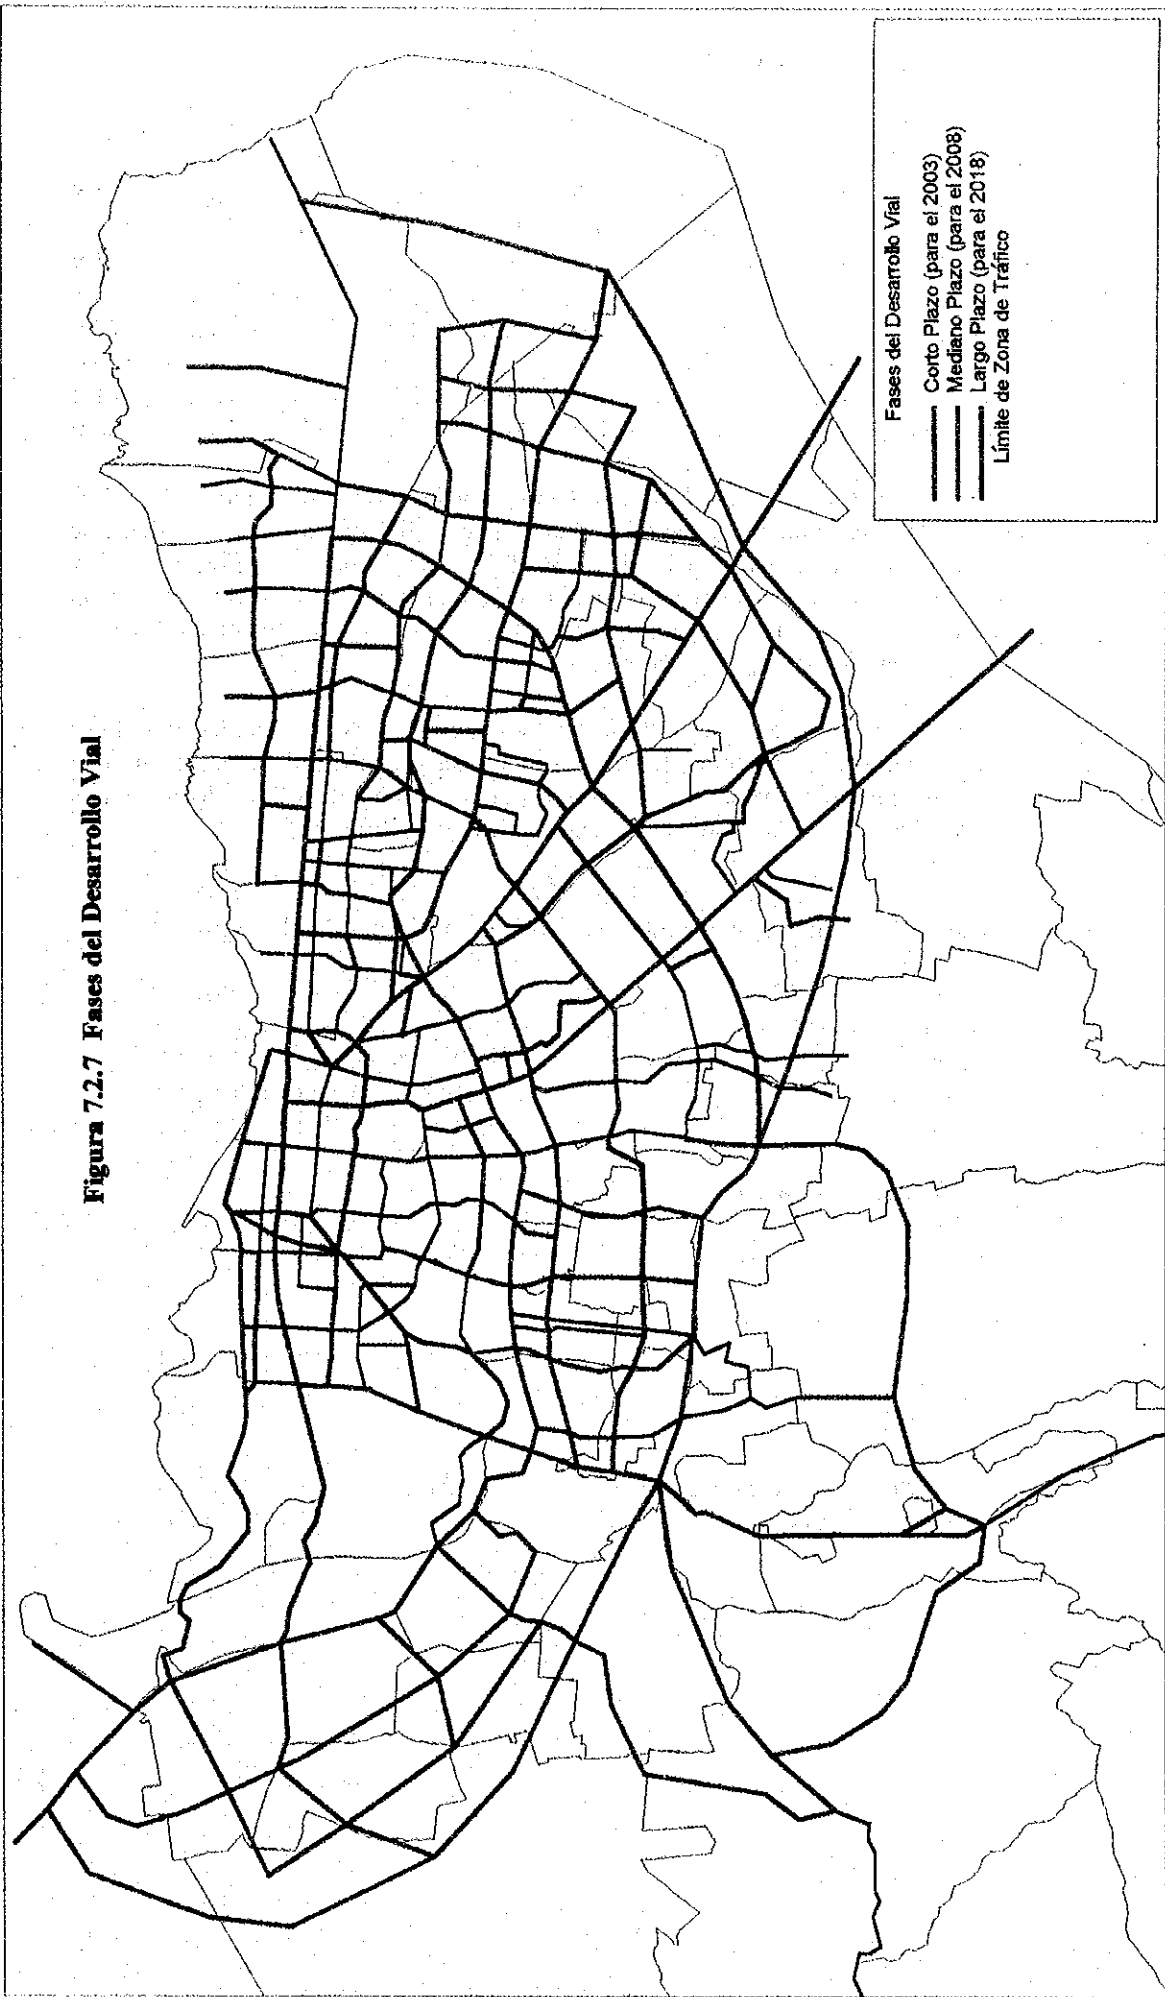 Figura 7.2.7 Fases del Desarrollo Vial
Fases del Desarrollo Vial
Corto Plazo (para el 2003)
Mediano Plazo (para el 2008)
Largo Plazo (para el 2018)
Límite de Zona de Tráfico